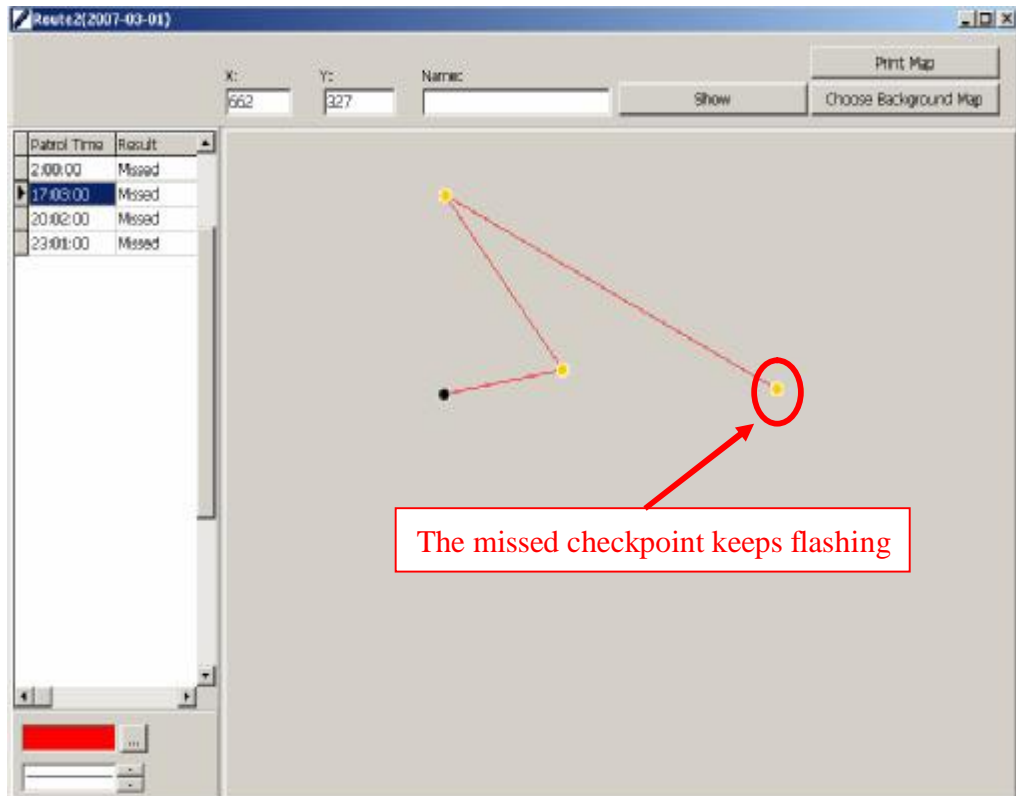 Route2(2007-03-01)
Print Map
X: Y: Name:
662 327 Show Choose Background Map
Patrol Time Result
2:00:00 Missed
17:03:00 Missed
20:02:00 Missed
23:01:00 Missed
The missed checkpoint keeps flashing
...